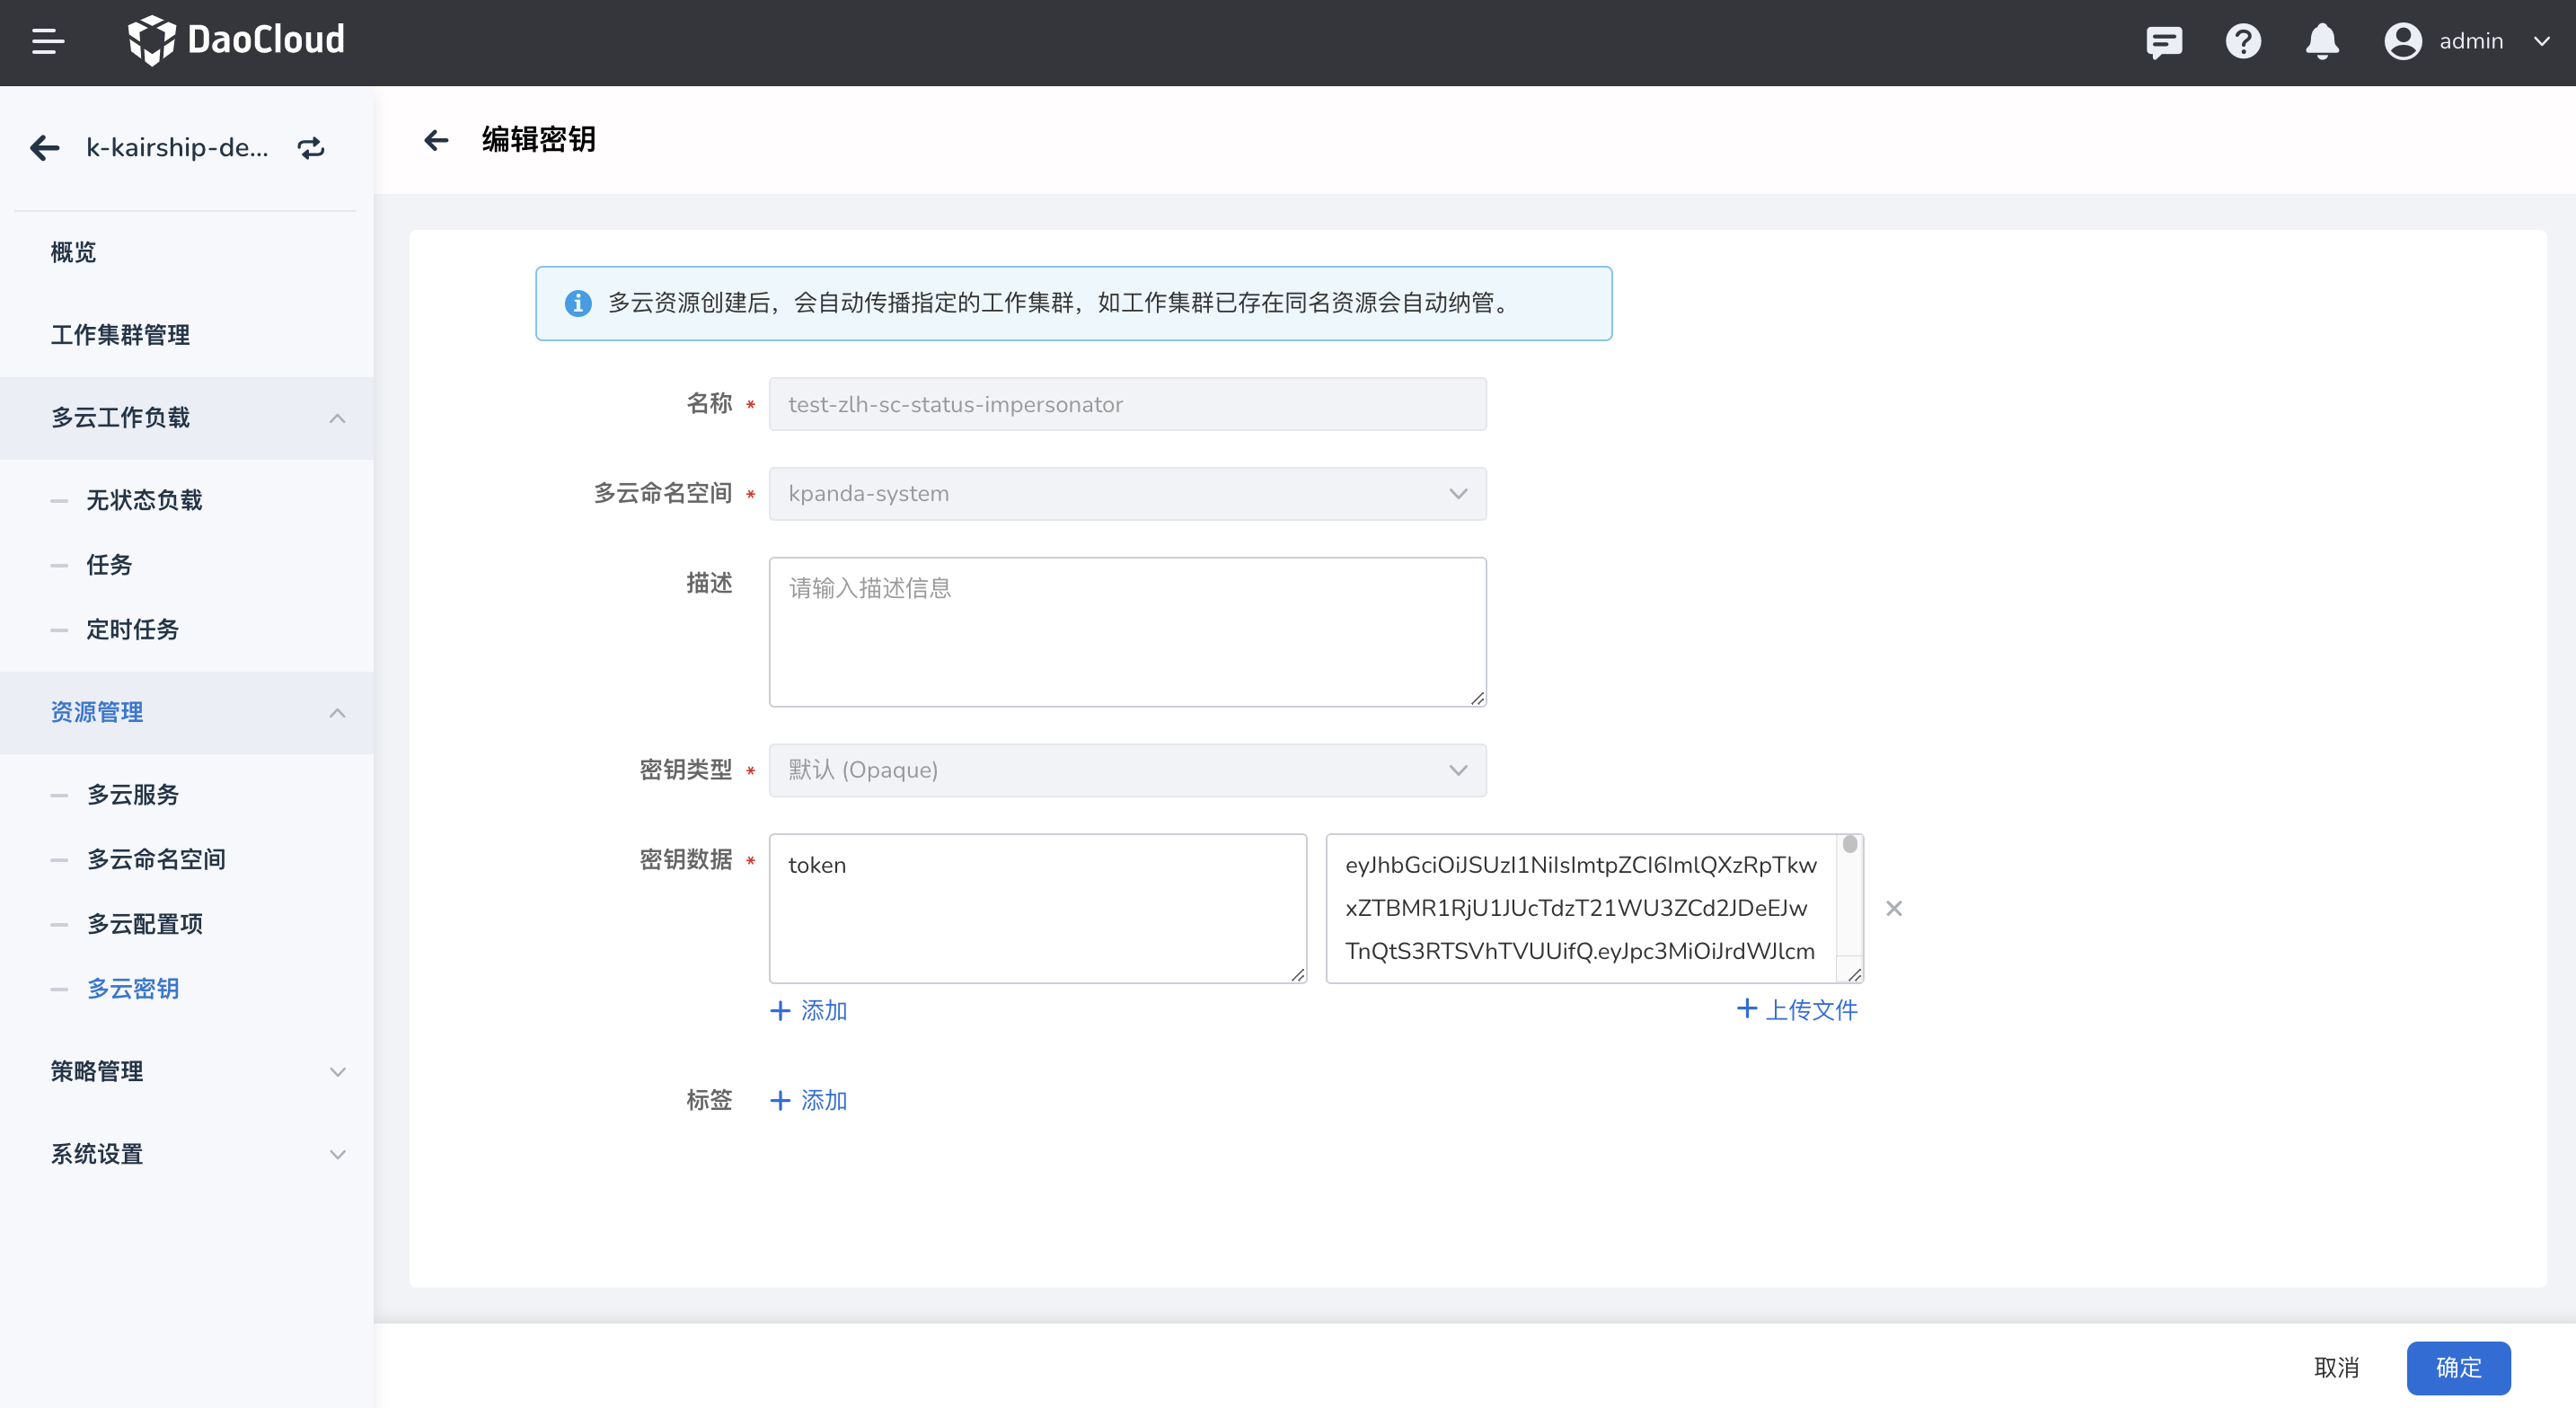 DaoCloud
admin
k-kairship-de...
概览
工作集群管理
多云工作负载
无状态负载
任务
定时任务
资源管理
多云服务
多云命名空间
多云配置项
多云密钥
策略管理
系统设置
编辑密钥
多云资源创建后，会自动传播指定的工作集群，如工作集群已存在同名资源会自动纳管。
名称 *
test-zlh-sc-status-impersonator
多云命名空间 *
kpanda-system
描述
请输入描述信息
密钥类型 *
默认 (Opaque)
密钥数据 *
token
eyJhbGciOiJSUzI1NiIsImtpZCI6ImlQXzRpTkw
xZTBMR1RjU1JUcTdzT21WU3ZCd2JDeEJw
TnQtS3RTSVhTVUUifQ.eyJpc3MiOiJrdWJlcm
+ 添加
+ 上传文件
标签
+ 添加
取消
确定